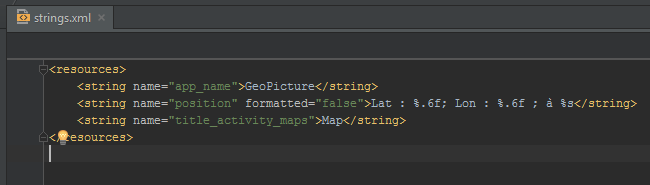 strings.xml
<resources>
<string name="app_name">GeoPicture</string>
<string name="position" formatted="false">Lat : %.6f; Lon : %.6f ; à %s</string>
<string name="title_activity_maps">Map</string>
</resources>